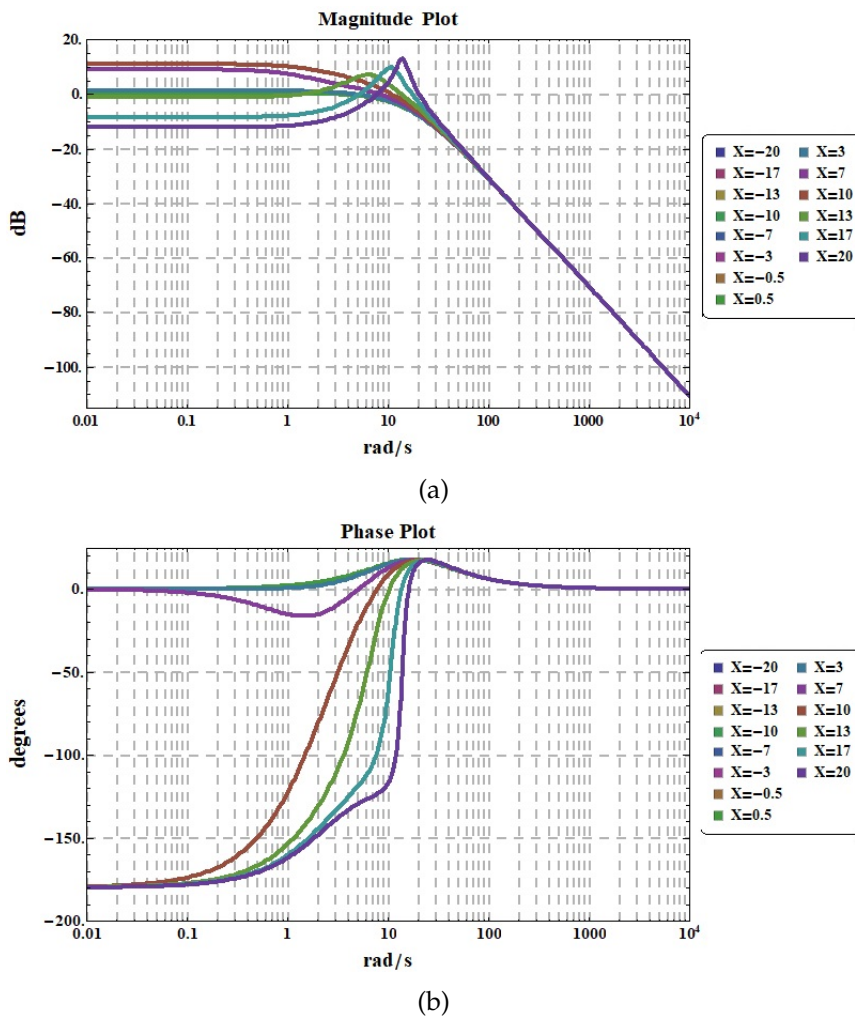 Magnitude Plot
20.
0.
−20.
−40.
−60.
−80.
−100.
dB
0.01 0.1 1 10 100 1000 10⁴
rad/s
X=−20 X=3
X=−17 X=7
X=−13 X=10
X=−10 X=13
X=−7 X=17
X=−3 X=20
X=−0.5
X=0.5
(a)
Phase Plot
0.
−50.
−100.
−150.
−200.
degrees
0.01 0.1 1 10 100 1000 10⁴
rad/s
X=−20 X=3
X=−17 X=7
X=−13 X=10
X=−10 X=13
X=−7 X=17
X=−3 X=20
X=−0.5
X=0.5
(b)